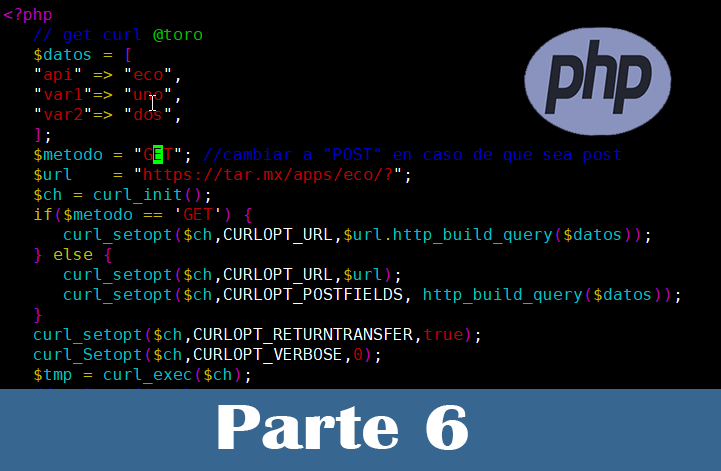 <?php
// get curl @toro
$datos = [
"api" => "eco",
"var1"=> "uno",
"var2"=> "dos",
];
$metodo = "GET"; //cambiar a "POST" en caso de que sea post
$url    = "https://tar.mx/apps/eco/?";
$ch = curl_init();
if($metodo == 'GET') {
curl_setopt($ch,CURLOPT_URL,$url.http_build_query($datos));
} else {
curl_setopt($ch,CURLOPT_URL,$url);
curl_setopt($ch,CURLOPT_POSTFIELDS, http_build_query($datos));
}
curl_setopt($ch,CURLOPT_RETURNTRANSFER,true);
curl_Setopt($ch,CURLOPT_VERBOSE,0);
$tmp = curl_exec($ch);
php
Parte 6